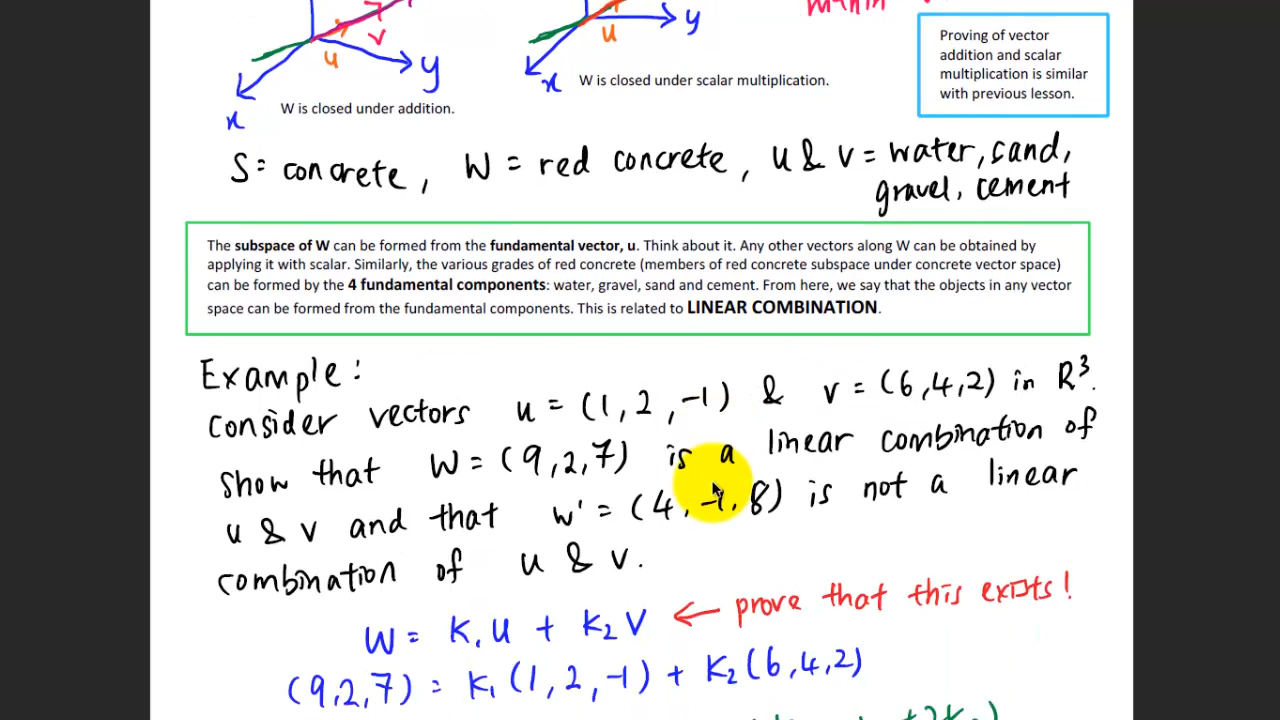 u
v
y
x
W is closed under addition.
u
y
x
W is closed under scalar multiplication.
Proving of vector
addition and scalar
multiplication is similar
with previous lesson.
S = concrete, W = red concrete, u & v = water, sand,
gravel, cement
The subspace of W can be formed from the fundamental vector, u. Think about it. Any other vectors along W can be obtained by
applying it with scalar. Similarly, the various grades of red concrete (members of red concrete subspace under concrete vector space)
can be formed by the 4 fundamental components: water, gravel, sand and cement. From here, we say that the objects in any vector
space can be formed from the fundamental components. This is related to LINEAR COMBINATION.
Example:
Consider vectors u = (1, 2, -1) & v = (6, 4, 2) in R³.
Show that W = (9, 2, 7) is a linear combination of
u & v and that w' = (4, -1, 8) is not a linear
combination of u & v.
W = K₁u + K₂v ← prove that this exists!
(9, 2, 7) = K₁(1, 2, -1) + K₂(6, 4, 2)